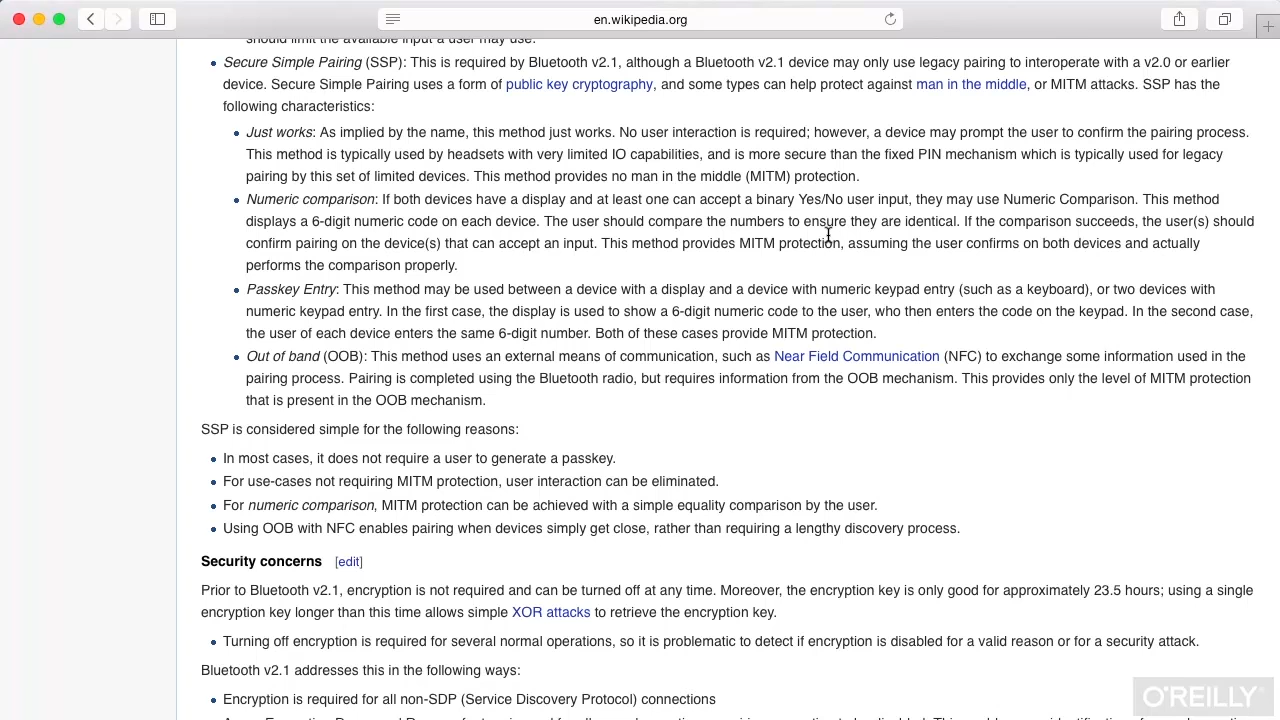 en.wikipedia.org
should limit the available input a user may use.
• Secure Simple Pairing (SSP): This is required by Bluetooth v2.1, although a Bluetooth v2.1 device may only use legacy pairing to interoperate with a v2.0 or earlier
device. Secure Simple Pairing uses a form of public key cryptography, and some types can help protect against man in the middle, or MITM attacks. SSP has the
following characteristics:
• Just works: As implied by the name, this method just works. No user interaction is required; however, a device may prompt the user to confirm the pairing process.
This method is typically used by headsets with very limited IO capabilities, and is more secure than the fixed PIN mechanism which is typically used for legacy
pairing by this set of limited devices. This method provides no man in the middle (MITM) protection.
• Numeric comparison: If both devices have a display and at least one can accept a binary Yes/No user input, they may use Numeric Comparison. This method
displays a 6-digit numeric code on each device. The user should compare the numbers to ensure they are identical. If the comparison succeeds, the user(s) should
confirm pairing on the device(s) that can accept an input. This method provides MITM protection, assuming the user confirms on both devices and actually
performs the comparison properly.
• Passkey Entry: This method may be used between a device with a display and a device with numeric keypad entry (such as a keyboard), or two devices with
numeric keypad entry. In the first case, the display is used to show a 6-digit numeric code to the user, who then enters the code on the keypad. In the second case,
the user of each device enters the same 6-digit number. Both of these cases provide MITM protection.
• Out of band (OOB): This method uses an external means of communication, such as Near Field Communication (NFC) to exchange some information used in the
pairing process. Pairing is completed using the Bluetooth radio, but requires information from the OOB mechanism. This provides only the level of MITM protection
that is present in the OOB mechanism.
SSP is considered simple for the following reasons:
• In most cases, it does not require a user to generate a passkey.
• For use-cases not requiring MITM protection, user interaction can be eliminated.
• For numeric comparison, MITM protection can be achieved with a simple equality comparison by the user.
• Using OOB with NFC enables pairing when devices simply get close, rather than requiring a lengthy discovery process.
Security concerns [edit]
Prior to Bluetooth v2.1, encryption is not required and can be turned off at any time. Moreover, the encryption key is only good for approximately 23.5 hours; using a single
encryption key longer than this time allows simple XOR attacks to retrieve the encryption key.
• Turning off encryption is required for several normal operations, so it is problematic to detect if encryption is disabled for a valid reason or for a security attack.
Bluetooth v2.1 addresses this in the following ways:
• Encryption is required for all non-SDP (Service Discovery Protocol) connections
O'REILLY